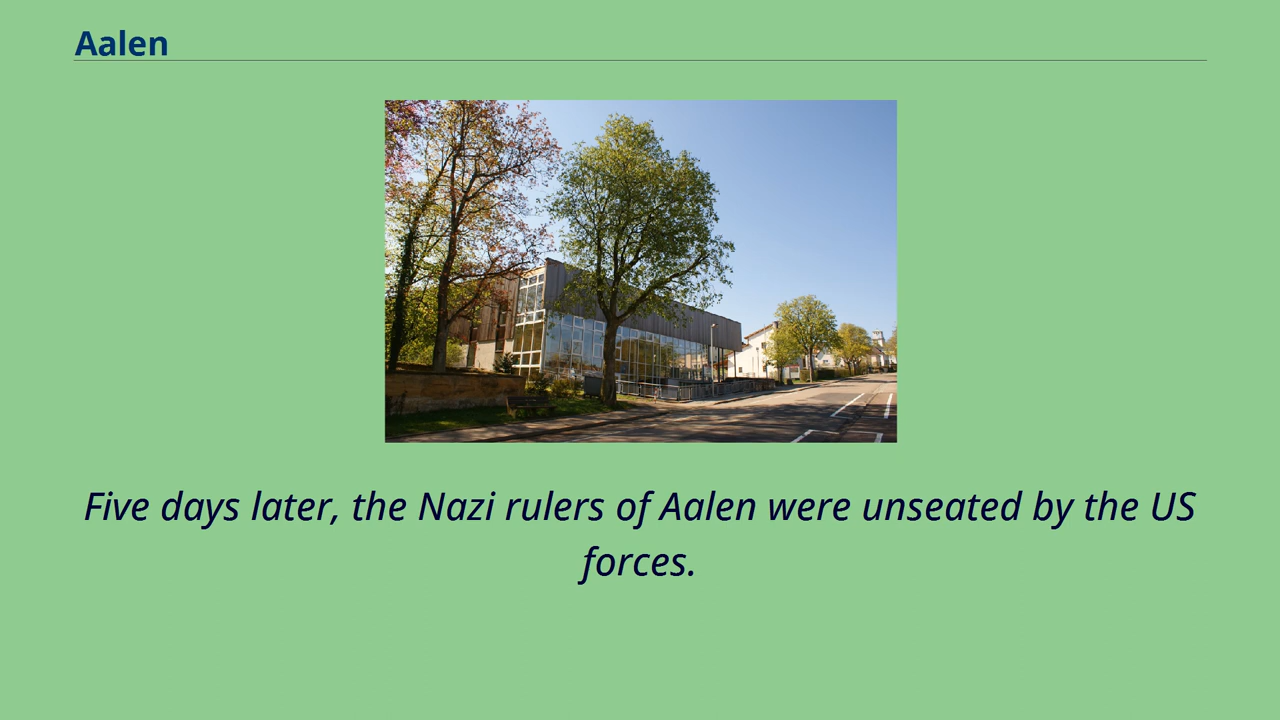 Aalen
Five days later, the Nazi rulers of Aalen were unseated by the US
forces.